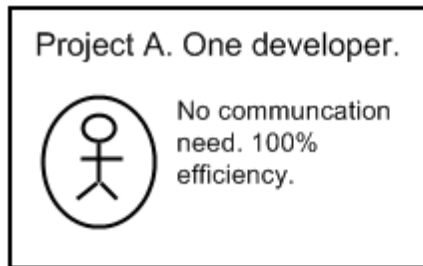 Project A. One developer.
No communcation
need. 100%
efficiency.